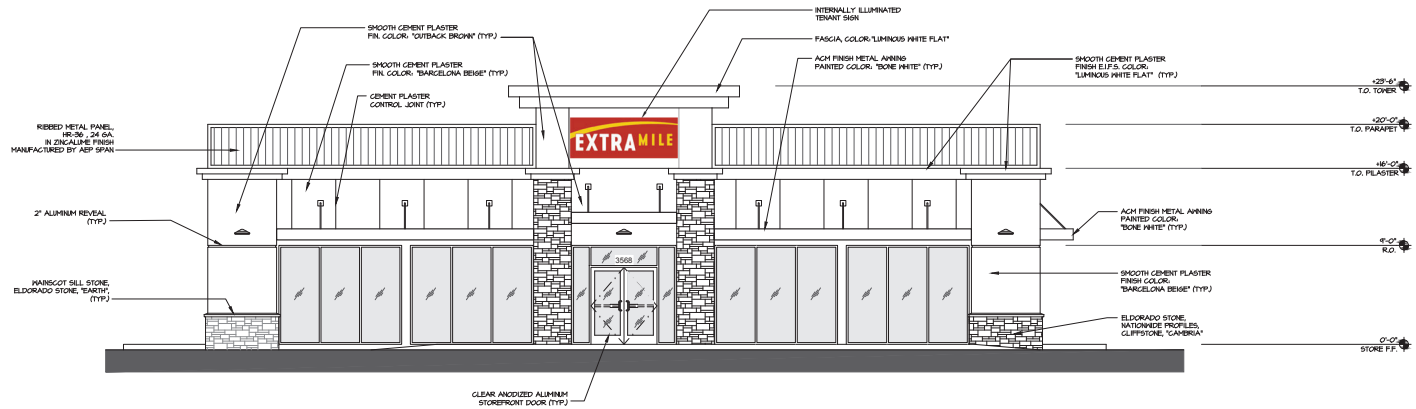 INTERNALLY ILLUMINATED
TENANT SIGN
SMOOTH CEMENT PLASTER
FIN. COLOR: "OUTBACK BROWN" (TYP.)
FASCIA, COLOR: "LUMINOUS WHITE FLAT"
SMOOTH CEMENT PLASTER
FIN. COLOR: "BARCELONA BEIGE" (TYP.)
ACM FINISH METAL AWNING
PAINTED COLOR: "BONE WHITE" (TYP.)
SMOOTH CEMENT PLASTER
FINISH E.I.F.S. COLOR:
"LUMINOUS WHITE FLAT" (TYP.)
+23'-6"
T.O. TOWER
CEMENT PLASTER
CONTROL JOINT (TYP.)
RIBBED METAL PANEL,
HR-36 , 24 GA.
IN ZINCALUME FINISH
MANUFACTURED BY AEP SPAN
EXTRA MILE
+20'-0"
T.O. PARAPET
+16'-0"
T.O. PILASTER
2" ALUMINUM REVEAL
(TYP.)
ACM FINISH METAL AWNING
PAINTED COLOR:
"BONE WHITE" (TYP.)
9'-0"
R.O.
3568
SMOOTH CEMENT PLASTER
FINISH COLOR:
"BARCELONA BEIGE" (TYP.)
WAINSCOT SILL STONE,
ELDORADO STONE, "EARTH",
(TYP.)
ELDORADO STONE,
NATIONWIDE PROFILES,
CLIFFSTONE, "CAMBRIA"
0'-0"
STORE F.F.
CLEAR ANODIZED ALUMINUM
STOREFRONT DOOR (TYP.)